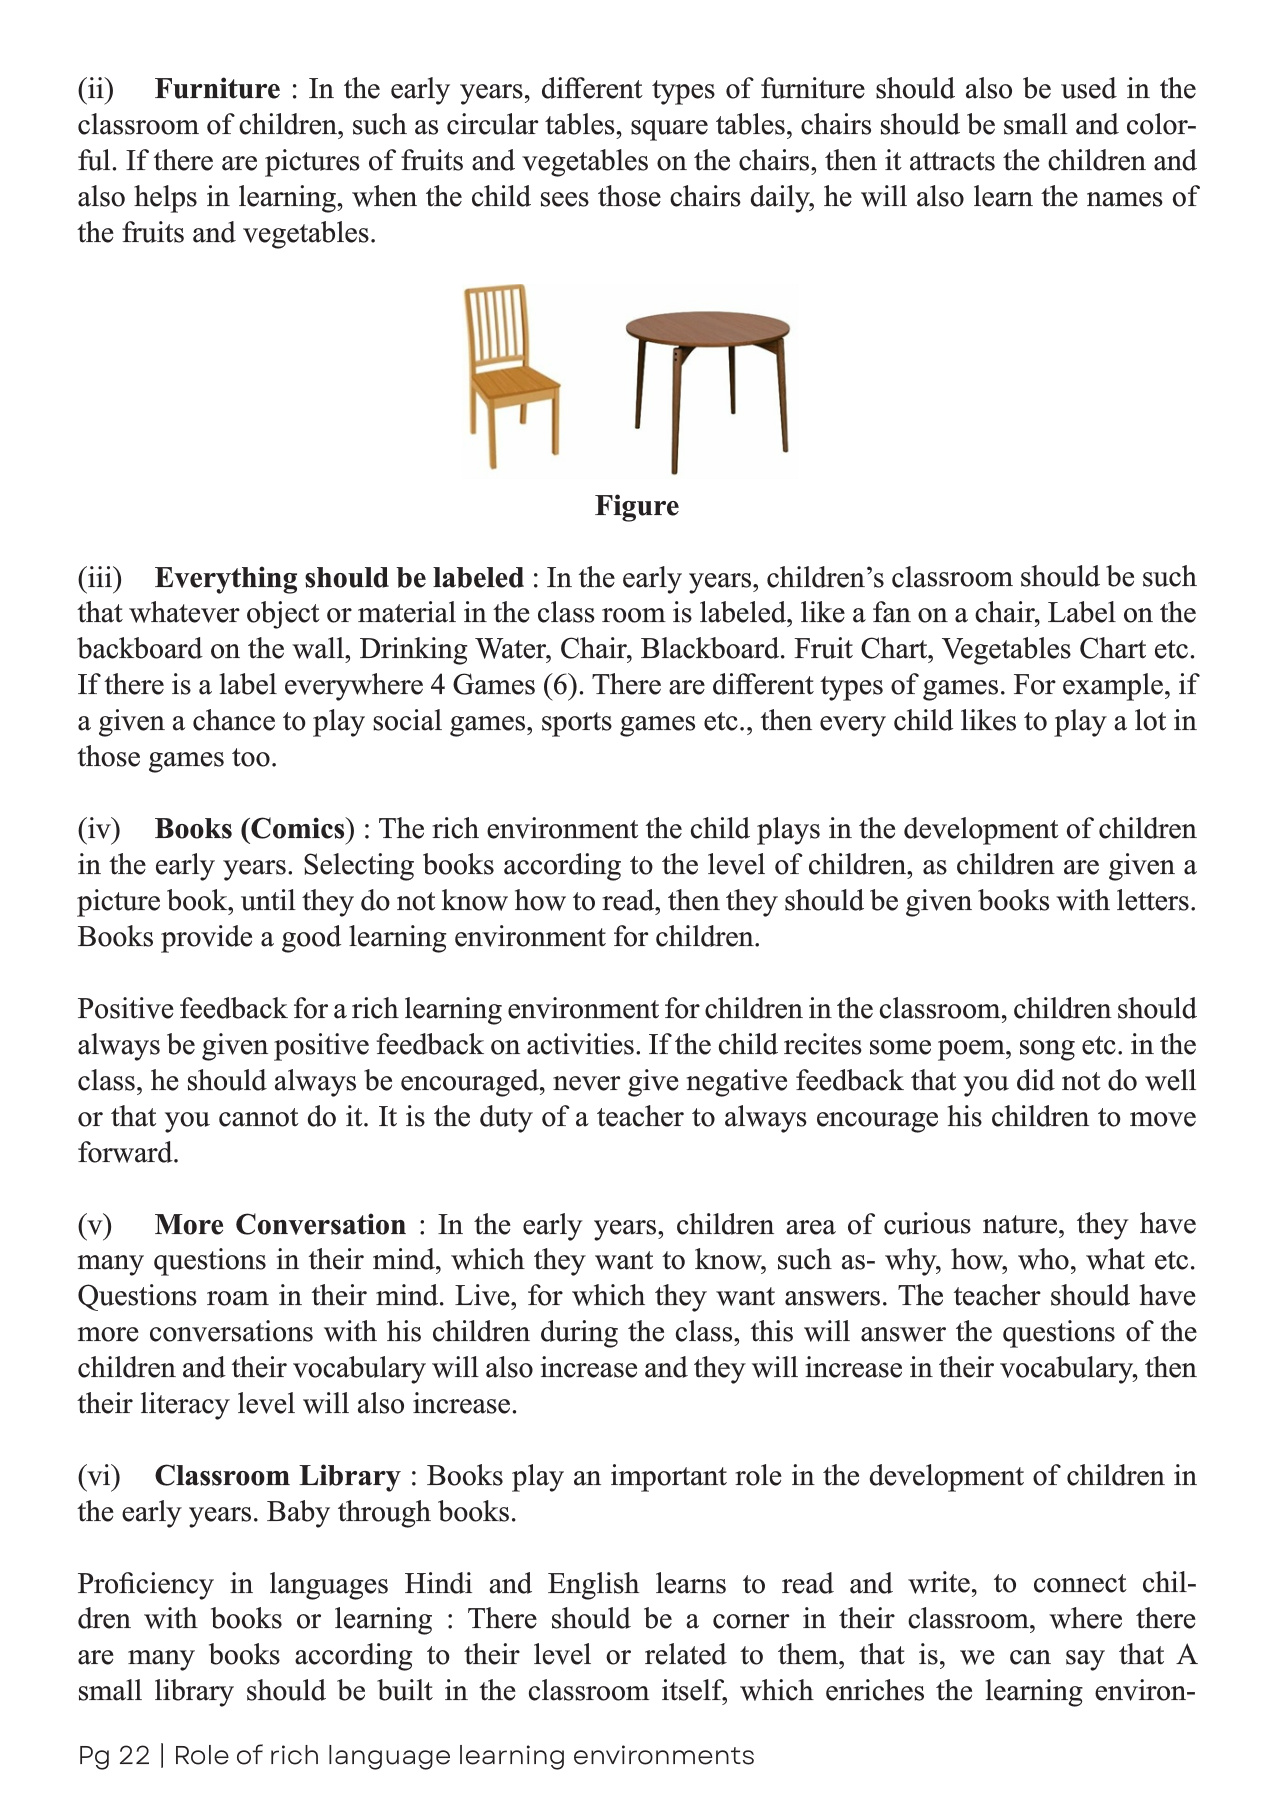 (ii) Furniture : In the early years, different types of furniture should also be used in the
classroom of children, such as circular tables, square tables, chairs should be small and color-
ful. If there are pictures of fruits and vegetables on the chairs, then it attracts the children and
also helps in learning, when the child sees those chairs daily, he will also learn the names of
the fruits and vegetables.
Figure
(iii) Everything should be labeled : In the early years, children’s classroom should be such
that whatever object or material in the class room is labeled, like a fan on a chair, Label on the
backboard on the wall, Drinking Water, Chair, Blackboard. Fruit Chart, Vegetables Chart etc.
If there is a label everywhere 4 Games (6). There are different types of games. For example, if
a given a chance to play social games, sports games etc., then every child likes to play a lot in
those games too.
(iv) Books (Comics) : The rich environment the child plays in the development of children
in the early years. Selecting books according to the level of children, as children are given a
picture book, until they do not know how to read, then they should be given books with letters.
Books provide a good learning environment for children.
Positive feedback for a rich learning environment for children in the classroom, children should
always be given positive feedback on activities. If the child recites some poem, song etc. in the
class, he should always be encouraged, never give negative feedback that you did not do well
or that you cannot do it. It is the duty of a teacher to always encourage his children to move
forward.
(v) More Conversation : In the early years, children area of curious nature, they have
many questions in their mind, which they want to know, such as- why, how, who, what etc.
Questions roam in their mind. Live, for which they want answers. The teacher should have
more conversations with his children during the class, this will answer the questions of the
children and their vocabulary will also increase and they will increase in their vocabulary, then
their literacy level will also increase.
(vi) Classroom Library : Books play an important role in the development of children in
the early years. Baby through books.
Proficiency in languages Hindi and English learns to read and write, to connect chil-
dren with books or learning : There should be a corner in their classroom, where there
are many books according to their level or related to them, that is, we can say that A
small library should be built in the classroom itself, which enriches the learning environ-
Pg 22 | Role of rich language learning environments